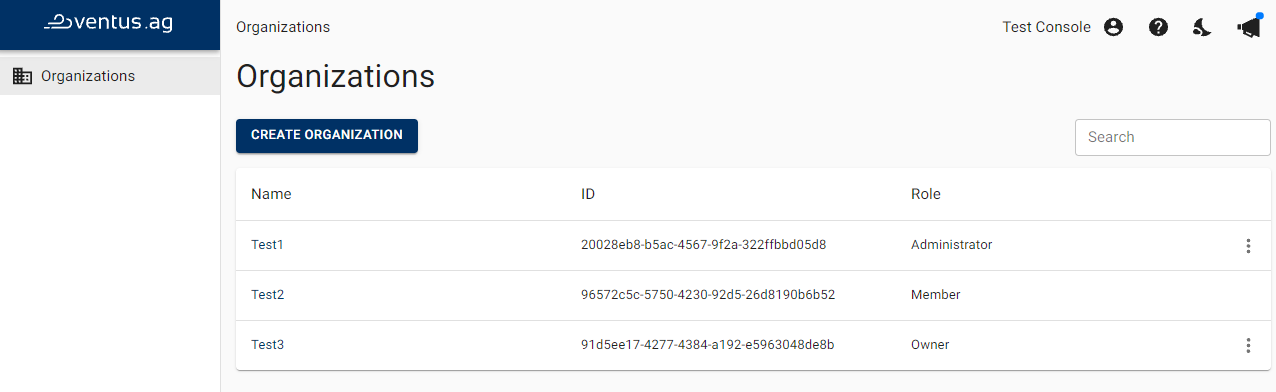 ventus.ag
Organizations
Test Console
Organizations
Organizations
CREATE ORGANIZATION
Search
Name ID Role
Test1 20028eb8-b5ac-4567-9f2a-322ffbbd05d8 Administrator
Test2 96572c5c-5750-4230-92d5-26d8190b6b52 Member
Test3 91d5ee17-4277-4384-a192-e5963048de8b Owner